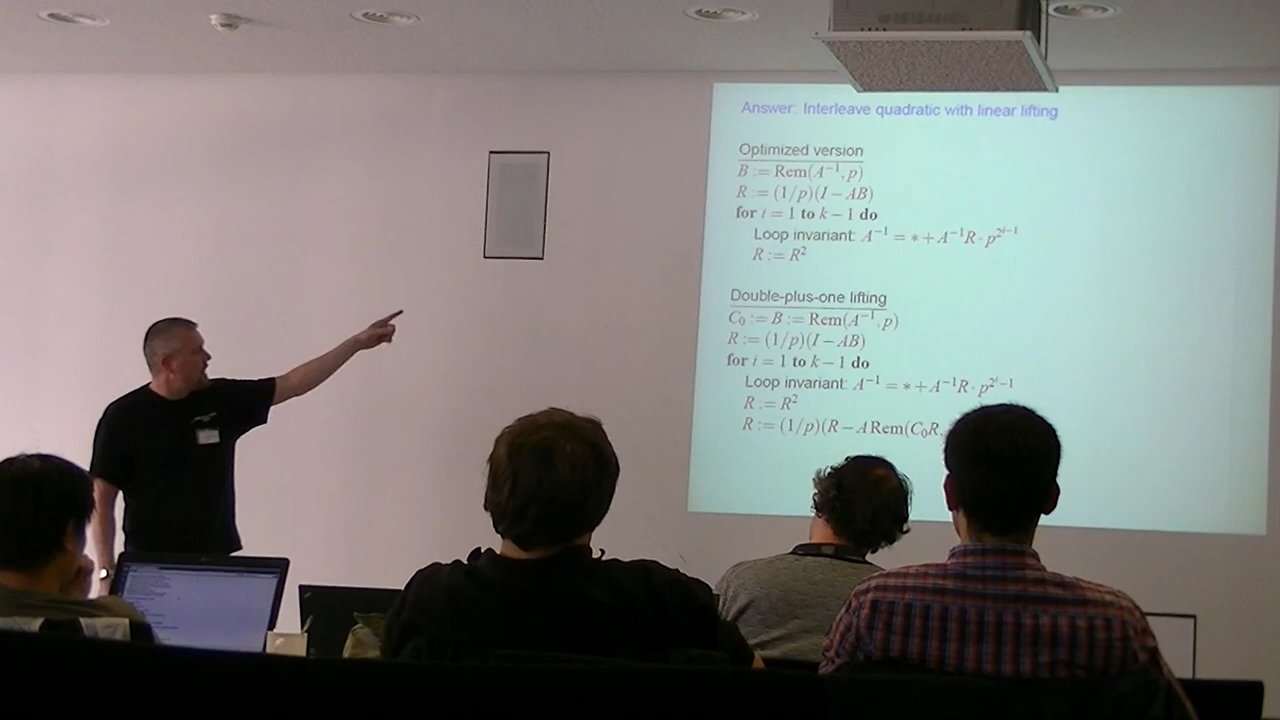 Answer: Interleave quadratic with linear lifting
Optimized version
B := Rem(A⁻¹, p)
R := (1/p)(I − AB)
for i = 1 to k − 1 do
Loop invariant: A⁻¹ = ∗ + A⁻¹R · p^{2^{i−1}}
R := R²
Double-plus-one lifting
C₀ := B := Rem(A⁻¹, p)
R := (1/p)(I − AB)
for i = 1 to k − 1 do
Loop invariant: A⁻¹ = ∗ + A⁻¹R · p^{2^i−1}
R := R²
R := (1/p)(R − A Rem(C₀R,